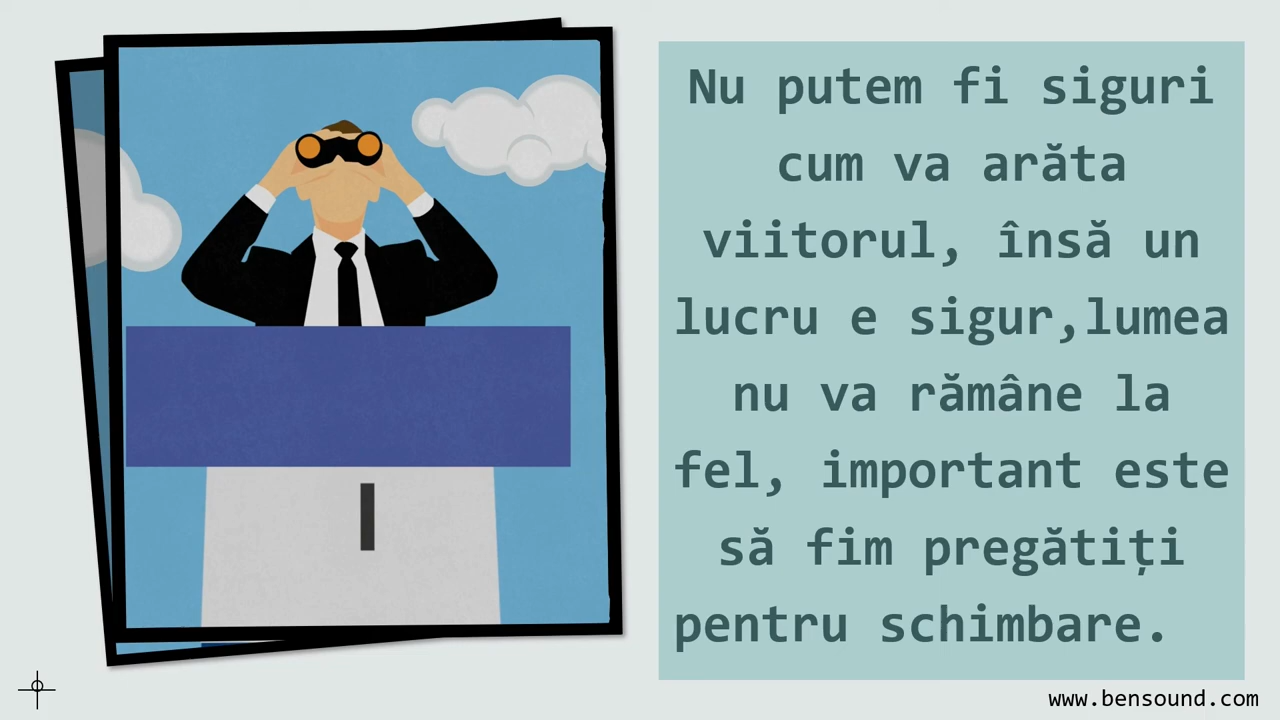 Nu putem fi siguri
cum va arăta
viitorul, însă un
lucru e sigur,lumea
nu va rămâne la
fel, important este
să fim pregătiți
pentru schimbare.
www.bensound.com